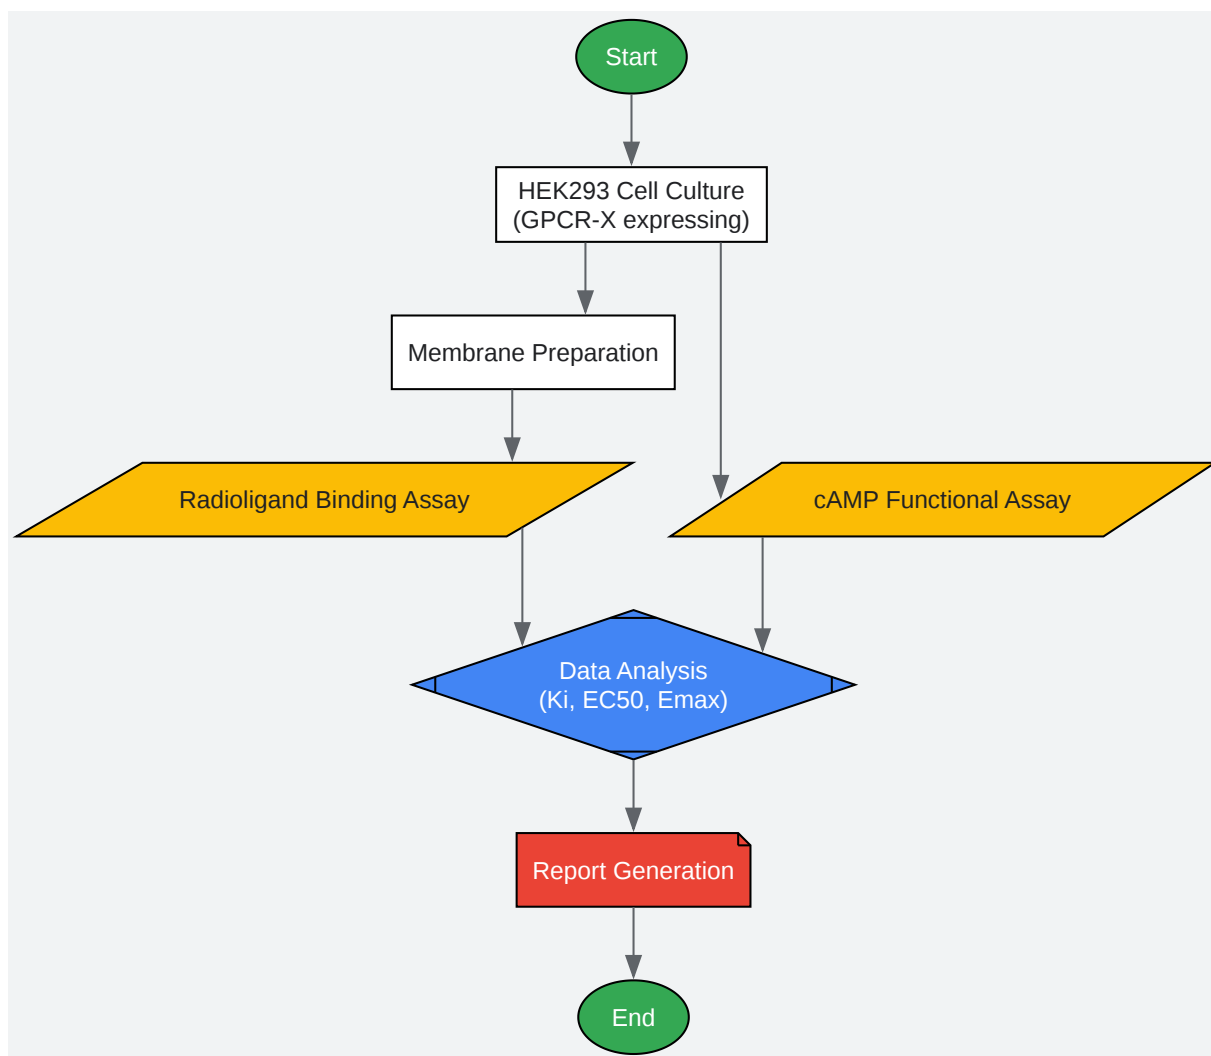 Start
HEK293 Cell Culture
(GPCR-X expressing)
Membrane Preparation
Radioligand Binding Assay
cAMP Functional Assay
Data Analysis
(Ki, EC50, Emax)
Report Generation
End